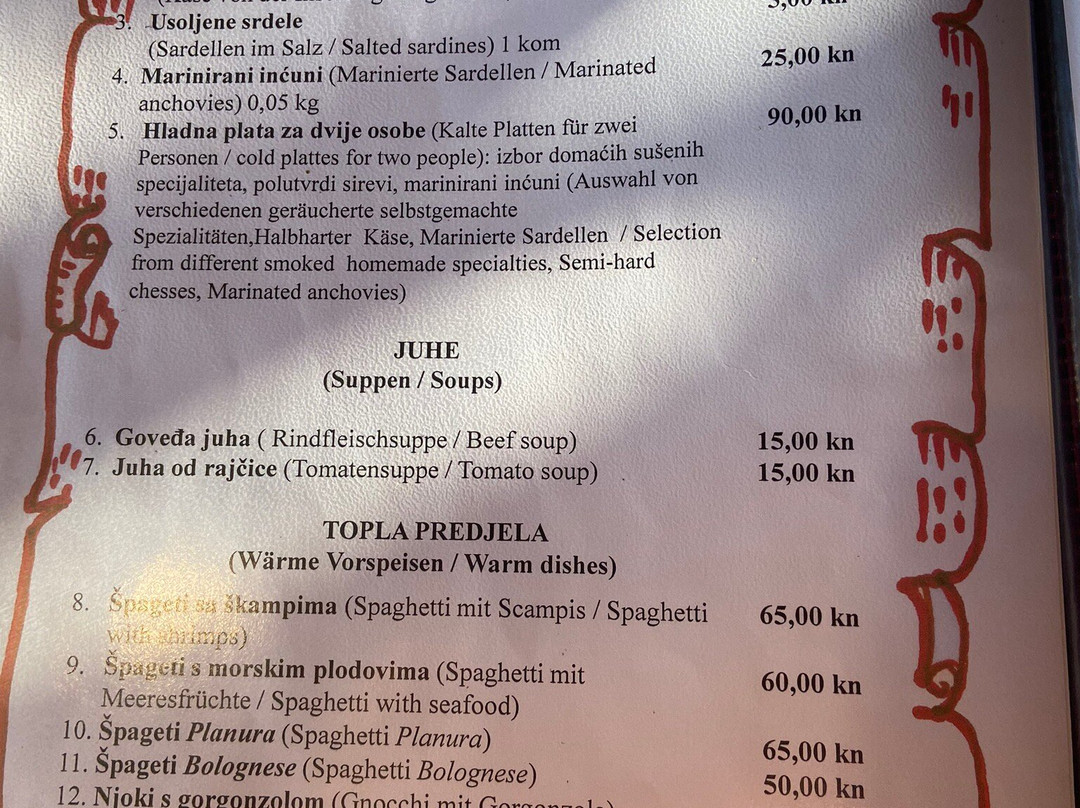 3. Usoljene srdele
(Sardellen im Salz / Salted sardines) 1 kom
4. Marinirani inćuni (Marinierte Sardellen / Marinated 25,00 kn
anchovies) 0,05 kg
5. Hladna plata za dvije osobe (Kalte Platten für zwei 90,00 kn
Personen / cold plattes for two people): izbor domaćih sušenih
specijaliteta, polutvrdi sirevi, marinirani inćuni (Auswahl von
verschiedenen geräucherte selbstgemachte
Spezialitäten,Halbharter Käse, Marinierte Sardellen / Selection
from different smoked homemade specialties, Semi-hard
chesses, Marinated anchovies)
JUHE
(Suppen / Soups)
6. Goveđa juha ( Rindfleischsuppe / Beef soup) 15,00 kn
7. Juha od rajčice (Tomatensuppe / Tomato soup) 15,00 kn
TOPLA PREDJELA
(Wärme Vorspeisen / Warm dishes)
8. Špageti sa škampima (Spaghetti mit Scampis / Spaghetti 65,00 kn
with shrimps)
9. Špageti s morskim plodovima (Spaghetti mit 60,00 kn
Meeresfrüchte / Spaghetti with seafood)
10. Špageti Planura (Spaghetti Planura) 65,00 kn
11. Špageti Bolognese (Spaghetti Bolognese) 50,00 kn
12. Njoki s gorgonzolom (Gnocchi mit